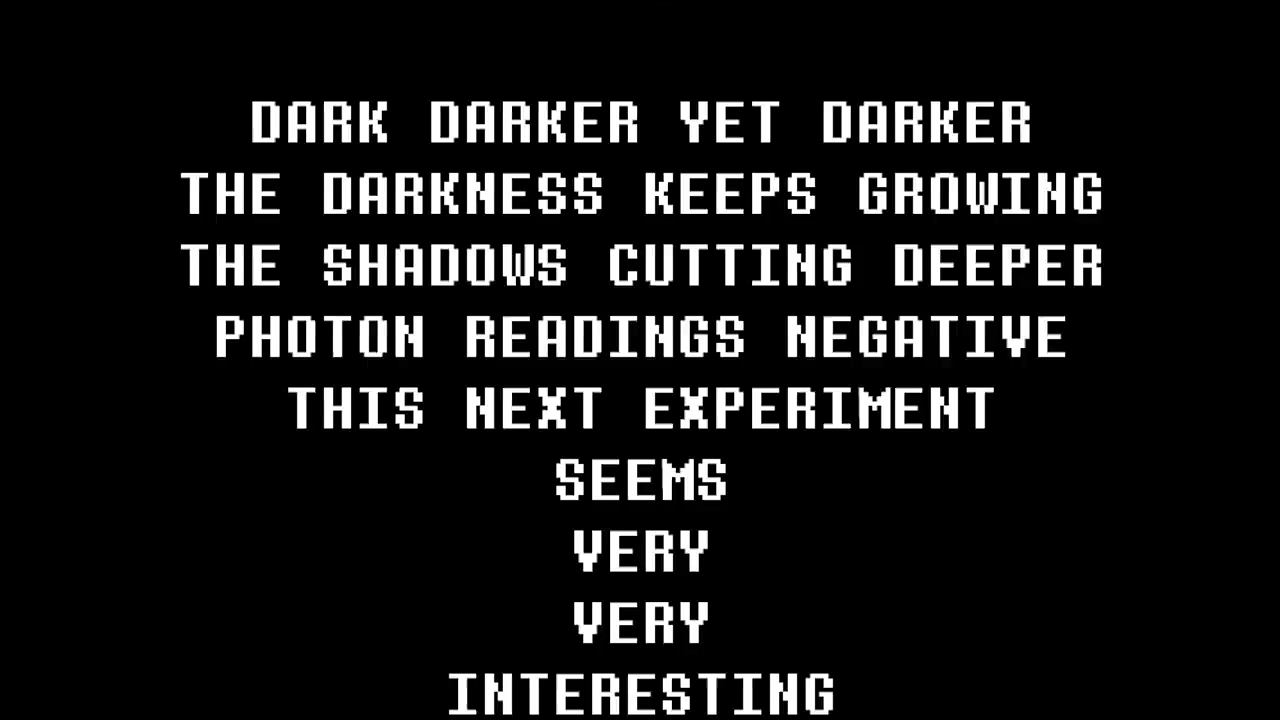 DARK DARKER YET DARKER
THE DARKNESS KEEPS GROWING
THE SHADOWS CUTTING DEEPER
PHOTON READINGS NEGATIVE
THIS NEXT EXPERIMENT
SEEMS
VERY
VERY
INTERESTING